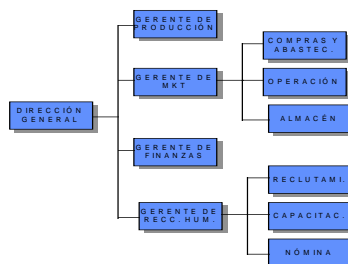 GERENTE DE
PRODUCCIÓN
GERENTE DE
MKT
DIRECCIÓN
GENERAL
GERENTE DE
FINANZAS
GERENTE DE
RECC. HUM.
COMPRAS Y
ABASTEC.
OPERACIÓN
ALMACÉN
RECLUTAMI.
CAPACITAC.
NÓMINA